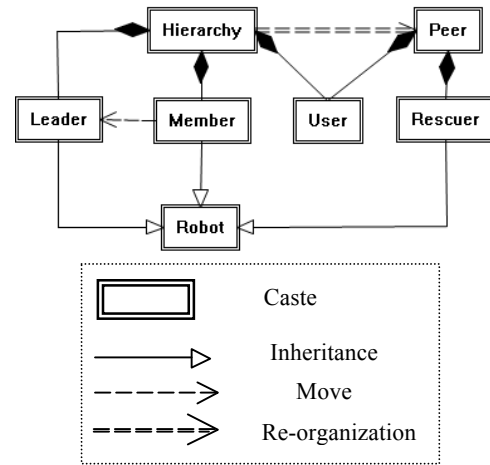 Hierarchy Peer
Leader Member User Rescuer
Robot
Caste
Inheritance
Move
Re-organization